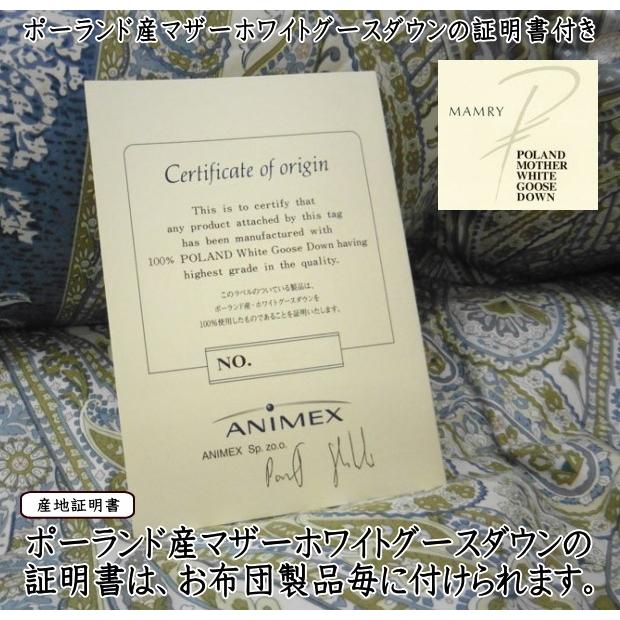 ポーランド産マザーホワイトグースダウンの証明書付き
MAMRY
POLAND
MOTHER
WHITE
GOOSE
DOWN
Certificate of origin
This is to certify that
any product attached by this tag
has been manufactured with
100% POLAND White Goose Down having
highest grade in the quality.
このラベルのついている製品は、
ポーランド産・ホワイトグースダウンを
100%使用したものであることを証明いたします。
NO.
ANIMEX
ANIMEX Sp. zo.o.
産地証明書
ポーランド産マザーホワイトグースダウンの
証明書は、お布団製品毎に付けられます。